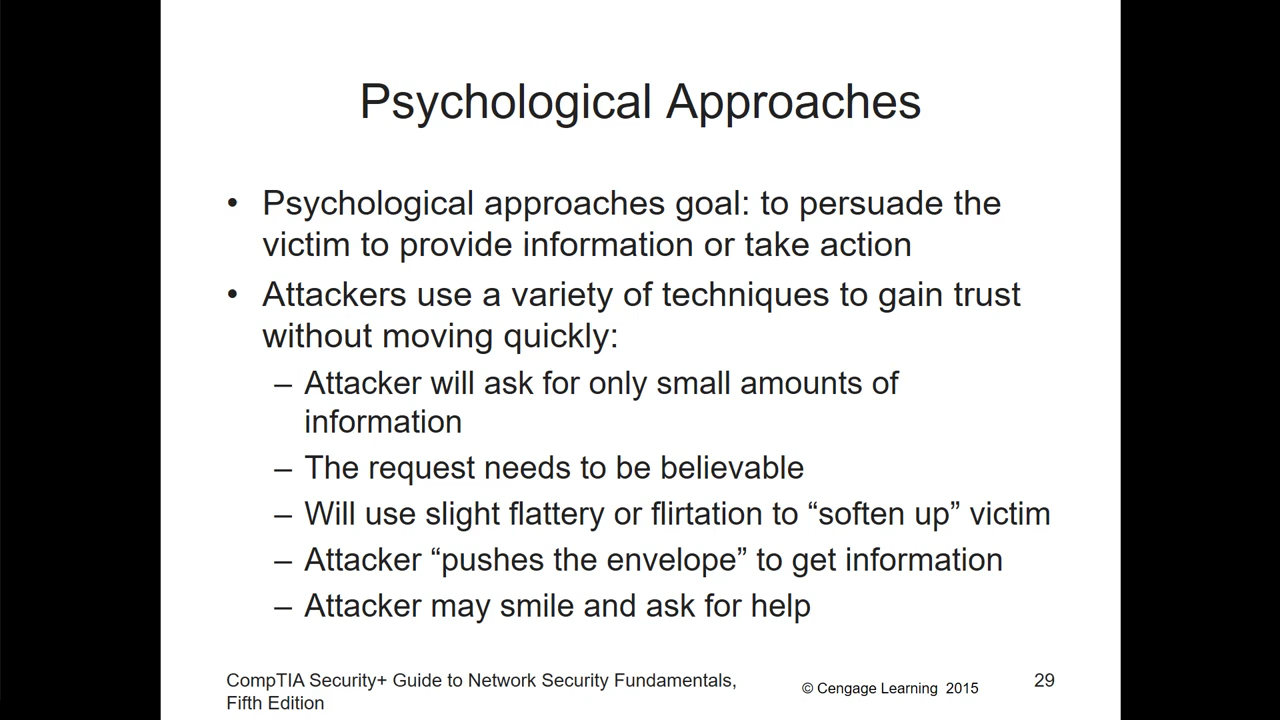 Psychological Approaches
• Psychological approaches goal: to persuade the
victim to provide information or take action
• Attackers use a variety of techniques to gain trust
without moving quickly:
– Attacker will ask for only small amounts of
information
– The request needs to be believable
– Will use slight flattery or flirtation to “soften up” victim
– Attacker “pushes the envelope” to get information
– Attacker may smile and ask for help
CompTIA Security+ Guide to Network Security Fundamentals,
Fifth Edition
© Cengage Learning 2015
29